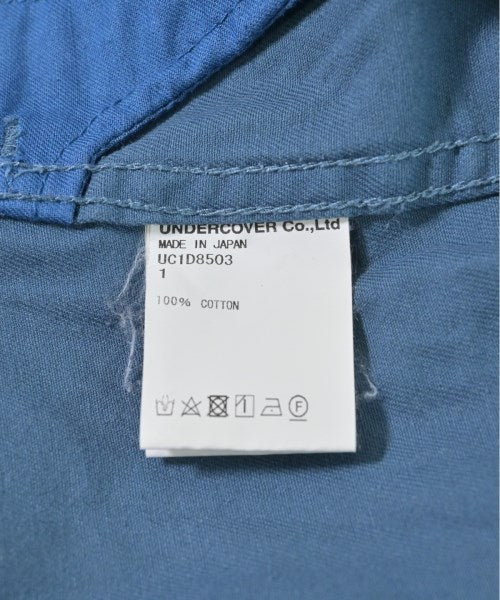 UNDERCOVER Co.,Ltd
MADE IN JAPAN
UC1D8503
1
100% COTTON
F